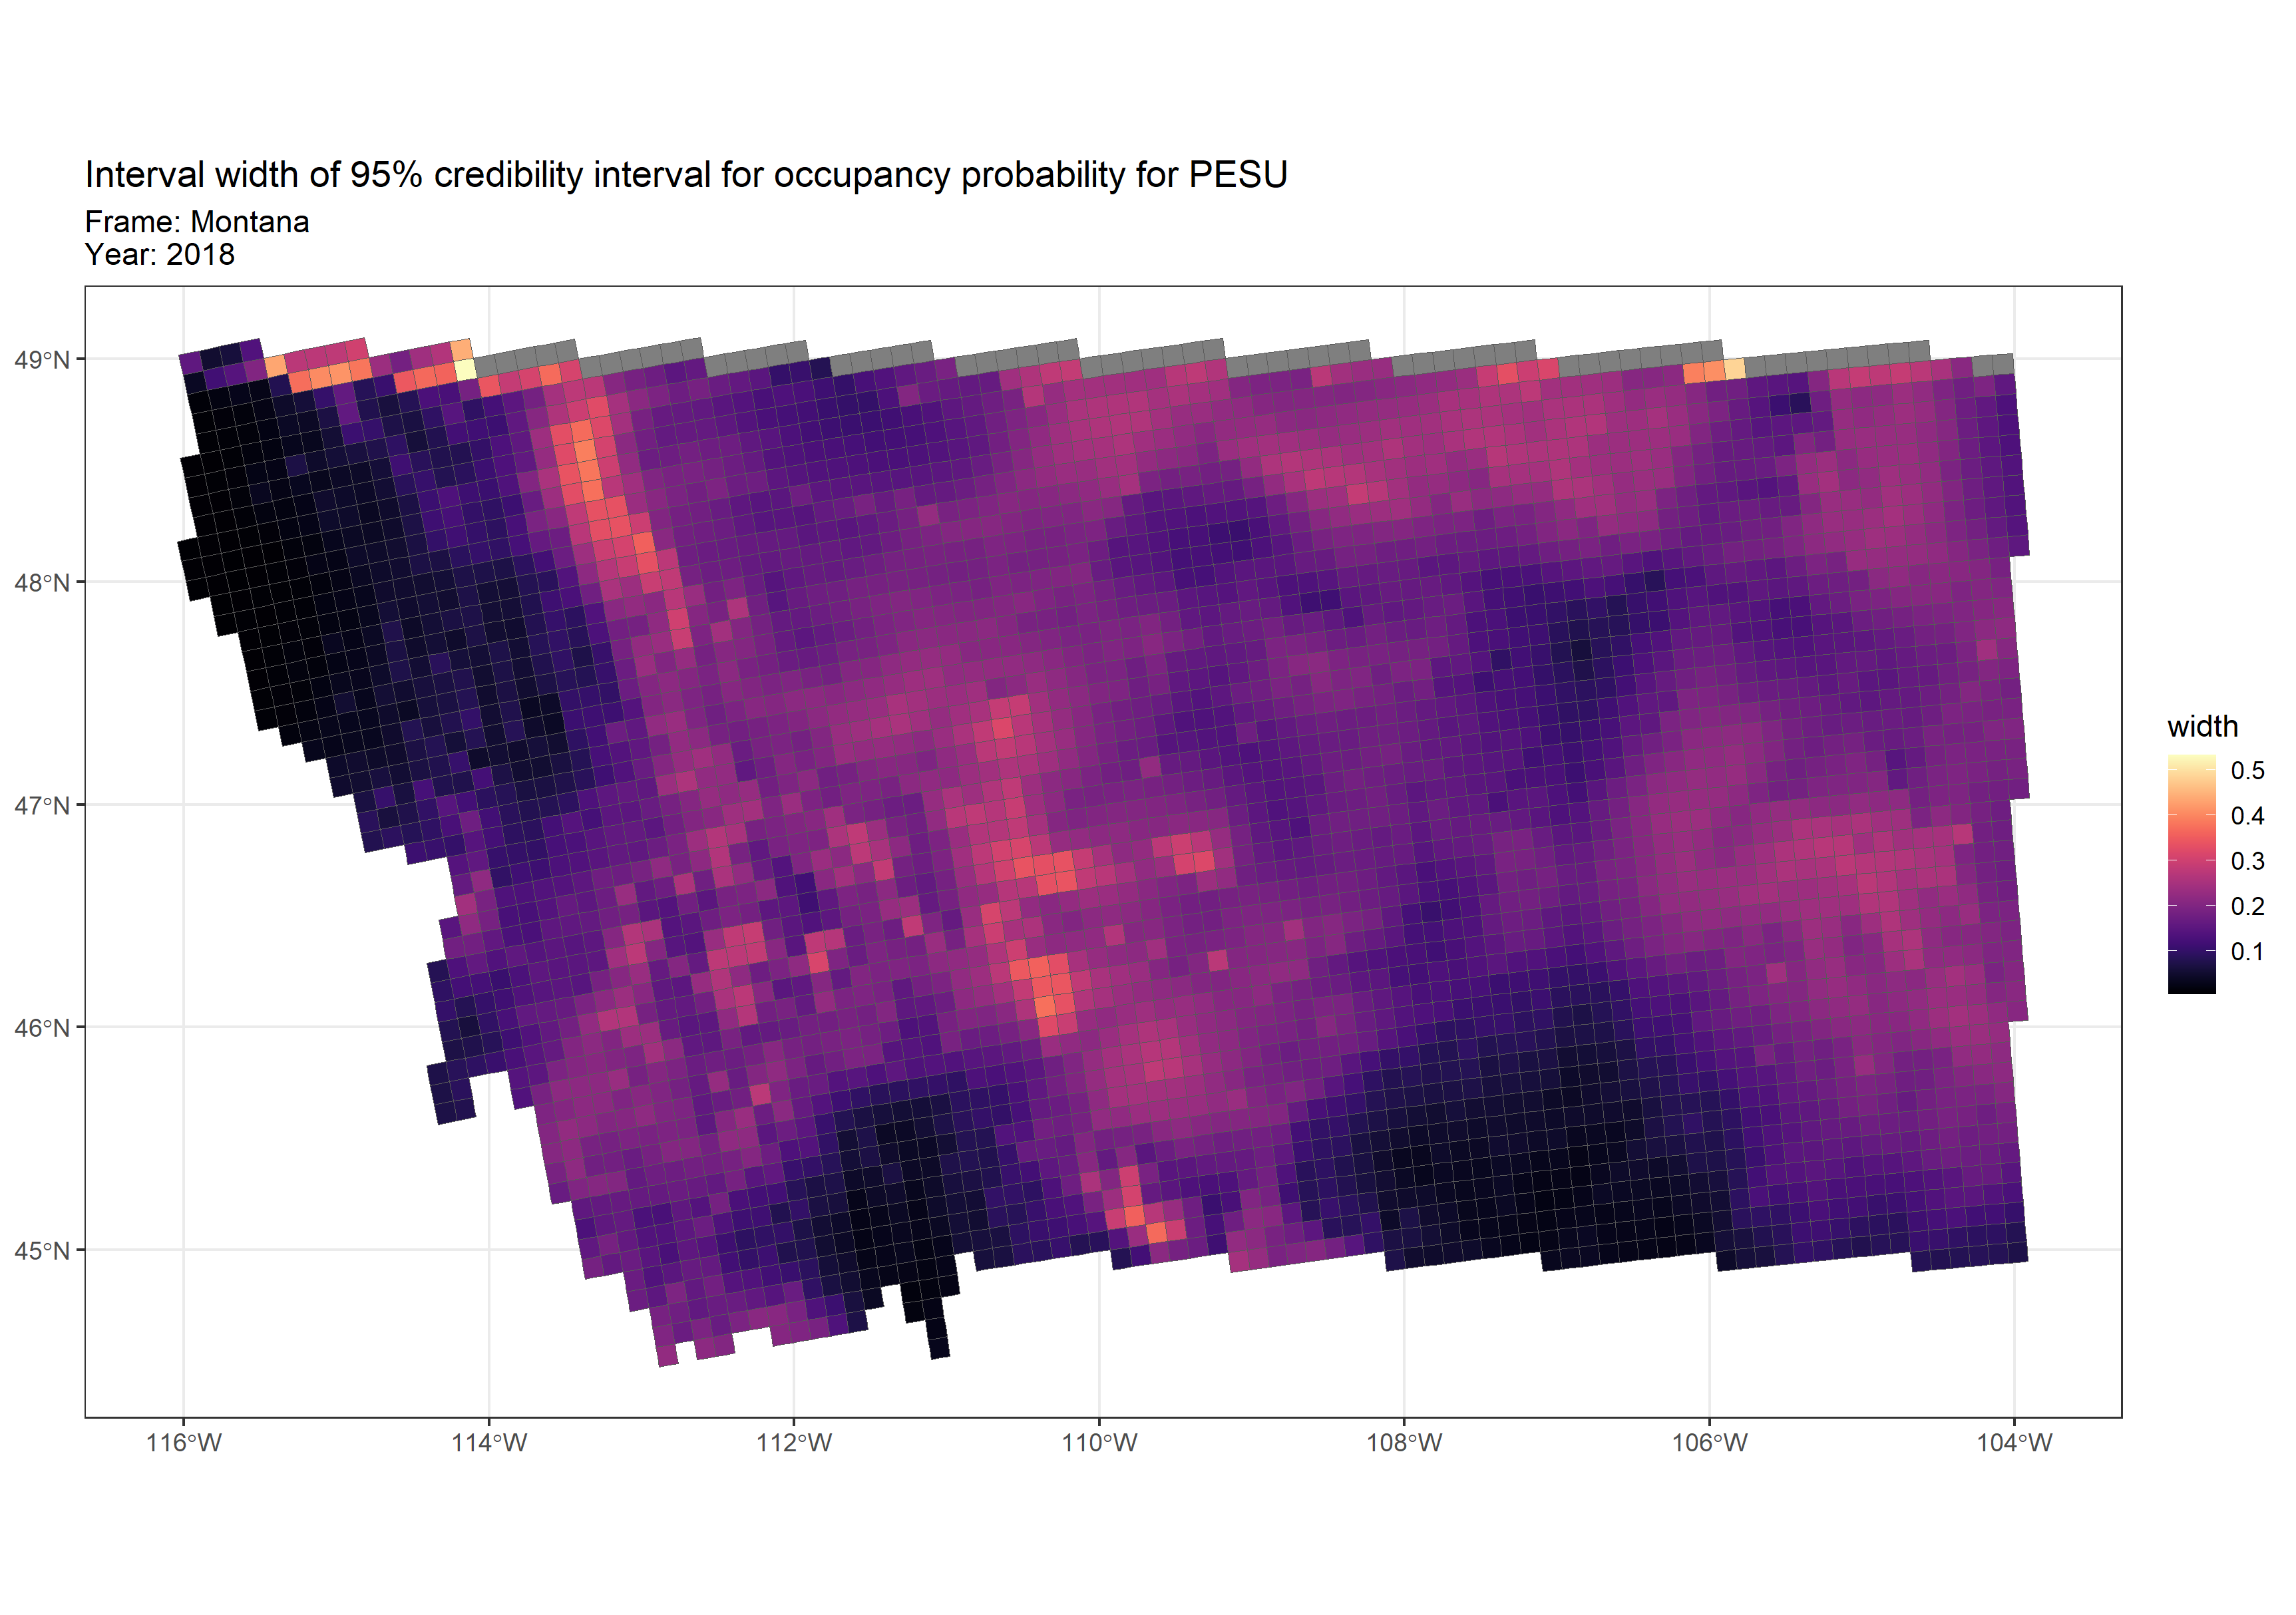 Interval width of 95% credibility interval for occupancy probability for PESU
Frame: Montana
Year: 2018
49°N
48°N
47°N
46°N
45°N
116°W
114°W
112°W
110°W
108°W
106°W
104°W
width
0.5
0.4
0.3
0.2
0.1